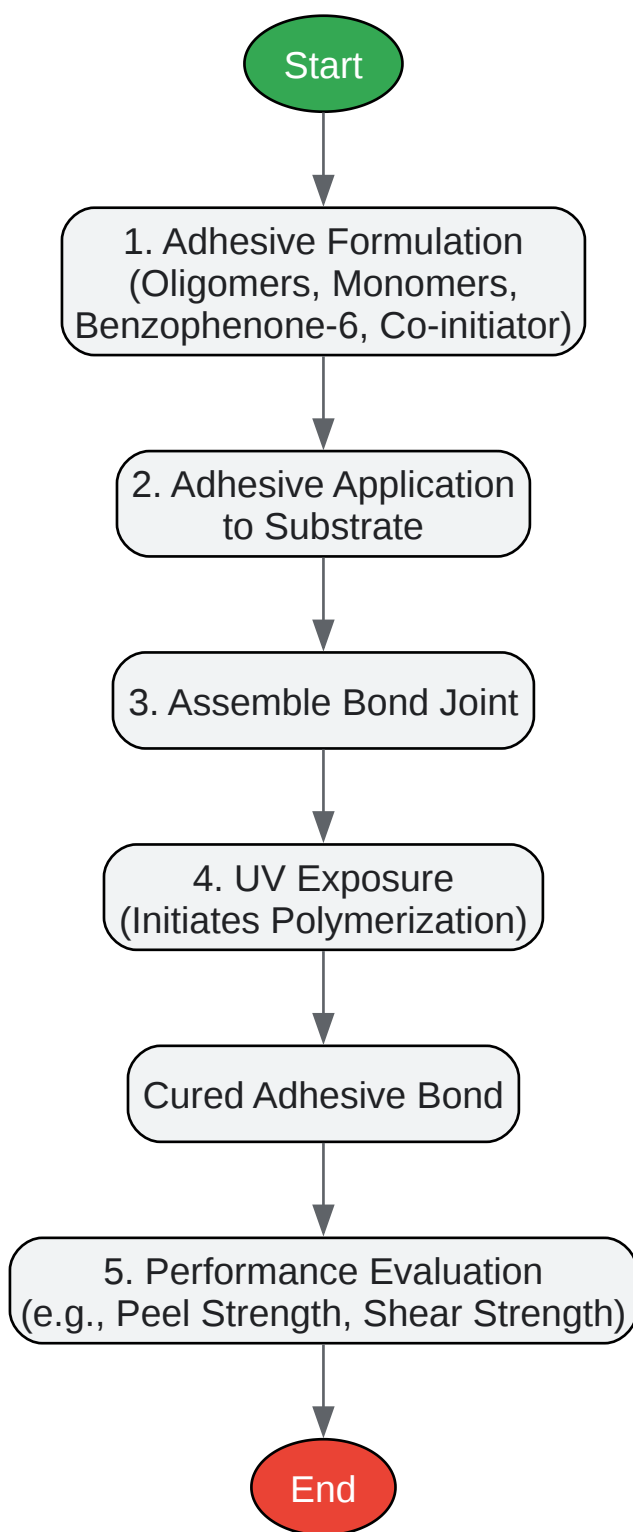 Start
1. Adhesive Formulation
(Oligomers, Monomers,
Benzophenone-6, Co-initiator)
2. Adhesive Application
to Substrate
3. Assemble Bond Joint
4. UV Exposure
(Initiates Polymerization)
Cured Adhesive Bond
5. Performance Evaluation
(e.g., Peel Strength, Shear Strength)
End